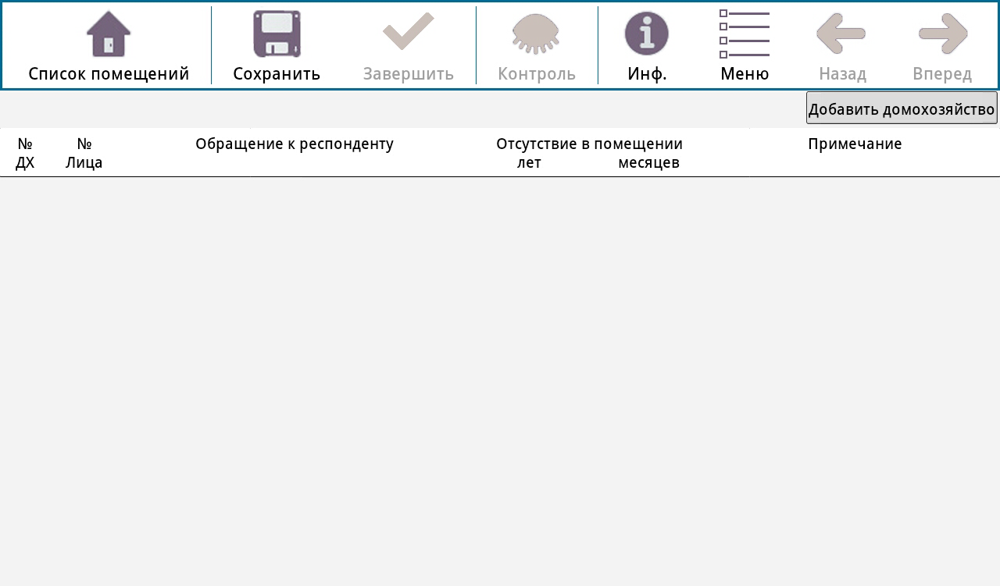 Список помещений Сохранить Завершить Контроль Инф. Меню Назад Вперед
Добавить домохозяйство
№ № Обращение к респонденту Отсутствие в помещении Примечание
ДХ Лица лет месяцев